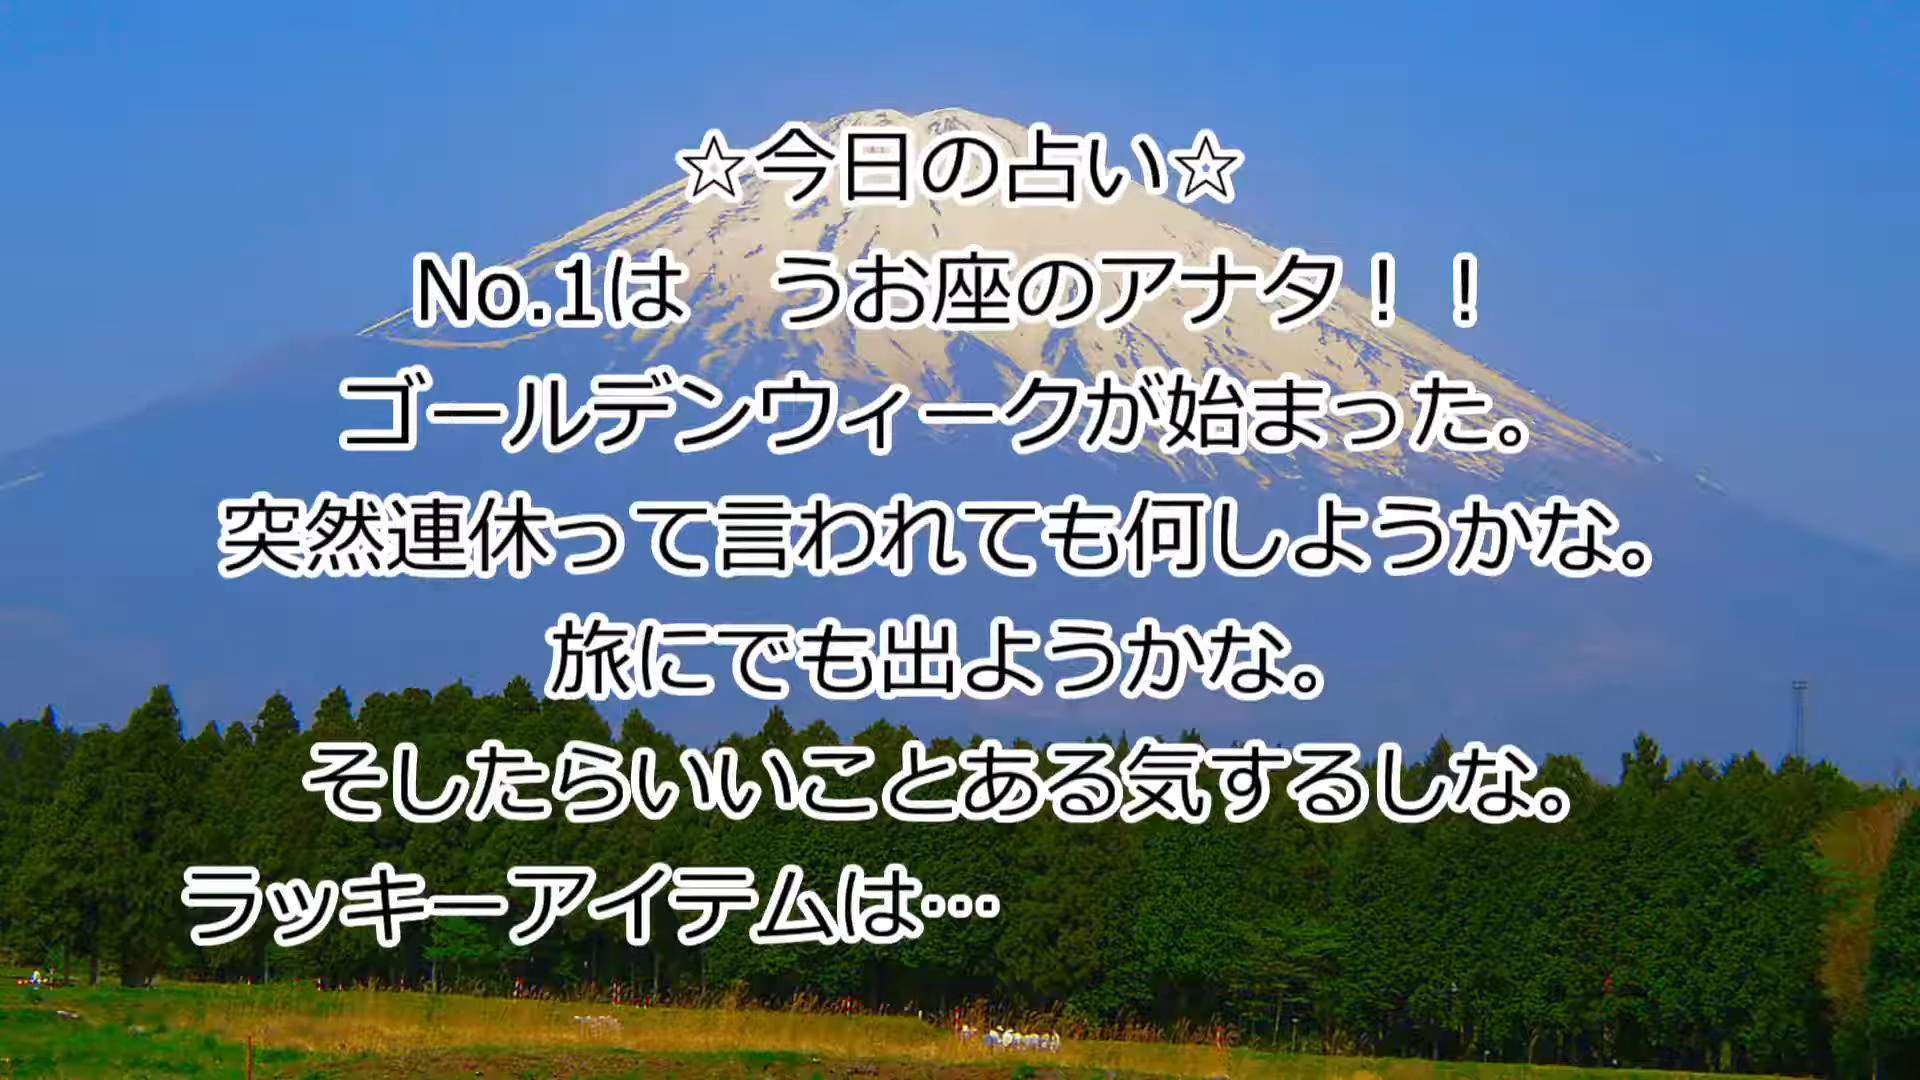 ☆今日の占い☆
No.1は　うお座のアナタ！！
ゴールデンウィークが始まった。
突然連休って言われても何しようかな。
旅にでも出ようかな。
そしたらいいことある気するしな。
ラッキーアイテムは…